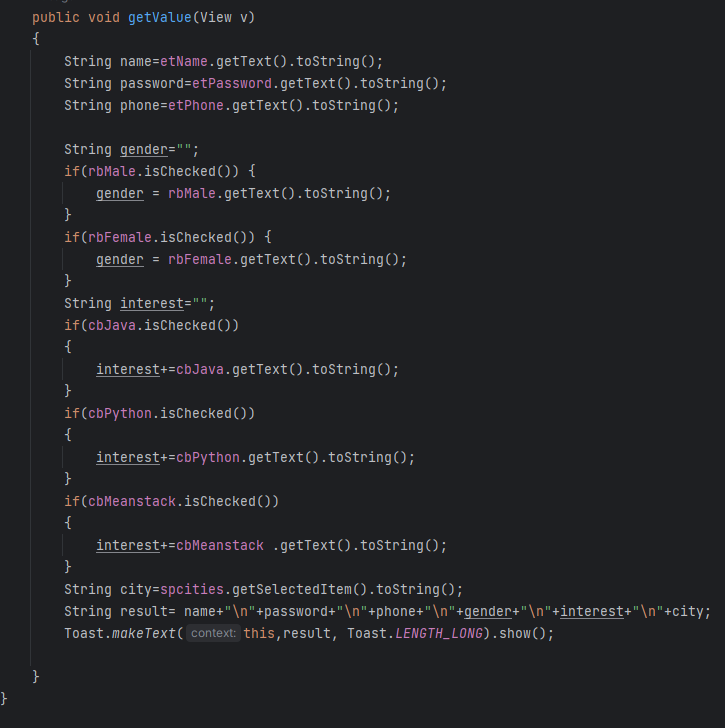 public void getValue(View v)
{
String name=etName.getText().toString();
String password=etPassword.getText().toString();
String phone=etPhone.getText().toString();
String gender="";
if(rbMale.isChecked()) {
gender = rbMale.getText().toString();
}
if(rbFemale.isChecked()) {
gender = rbFemale.getText().toString();
}
String interest="";
if(cbJava.isChecked())
{
interest+=cbJava.getText().toString();
}
if(cbPython.isChecked())
{
interest+=cbPython.getText().toString();
}
if(cbMeanstack.isChecked())
{
interest+=cbMeanstack .getText().toString();
}
String city=spcities.getSelectedItem().toString();
String result= name+"\n"+password+"\n"+phone+"\n"+gender+"\n"+interest+"\n"+city;
Toast.makeText( context: this,result, Toast.LENGTH_LONG).show();
}
}